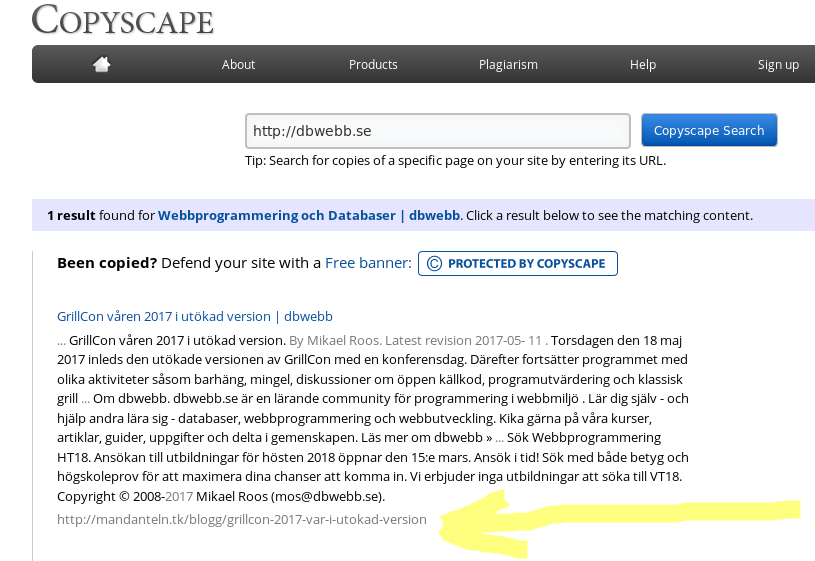 COPYSCAPE
About Products Plagiarism Help Sign up
http://dbwebb.se Copyscape Search
Tip: Search for copies of a specific page on your site by entering its URL.
1 result found for Webbprogrammering och Databaser | dbwebb. Click a result below to see the matching content.
Been copied? Defend your site with a Free banner: © PROTECTED BY COPYSCAPE
GrillCon våren 2017 i utökad version | dbwebb
... GrillCon våren 2017 i utökad version. By Mikael Roos. Latest revision 2017-05- 11 . Torsdagen den 18 maj
2017 inleds den utökade versionen av GrillCon med en konferensdag. Därefter fortsätter programmet med
olika aktiviteter såsom barhäng, mingel, diskussioner om öppen källkod, programutvärdering och klassisk
grill ... Om dbwebb. dbwebb.se är en lärande community för programmering i webbmiljö . Lär dig själv - och
hjälp andra lära sig - databaser, webbprogrammering och webbutveckling. Kika gärna på våra kurser,
artiklar, guider, uppgifter och delta i gemenskapen. Läs mer om dbwebb » ... Sök Webbprogrammering
HT18. Ansökan till utbildningar för hösten 2018 öppnar den 15:e mars. Ansök i tid! Sök med både betyg och
högskoleprov för att maximera dina chanser att komma in. Vi erbjuder inga utbildningar att söka till VT18.
Copyright © 2008-2017 Mikael Roos (mos@dbwebb.se).
http://mandanteln.tk/blogg/grillcon-2017-var-i-utokad-version